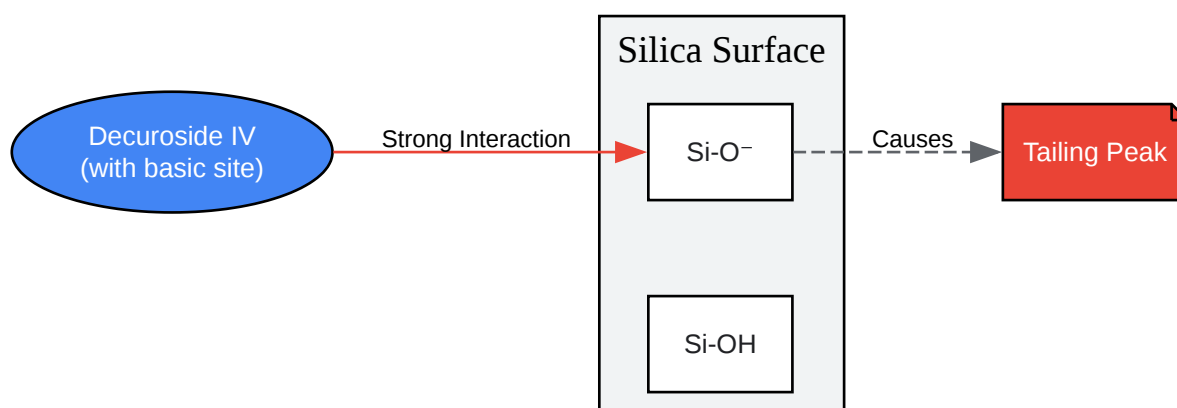 Silica Surface
Decuroside IV
(with basic site)
Strong Interaction
Si-O⁻
Causes
Tailing Peak
Si-OH